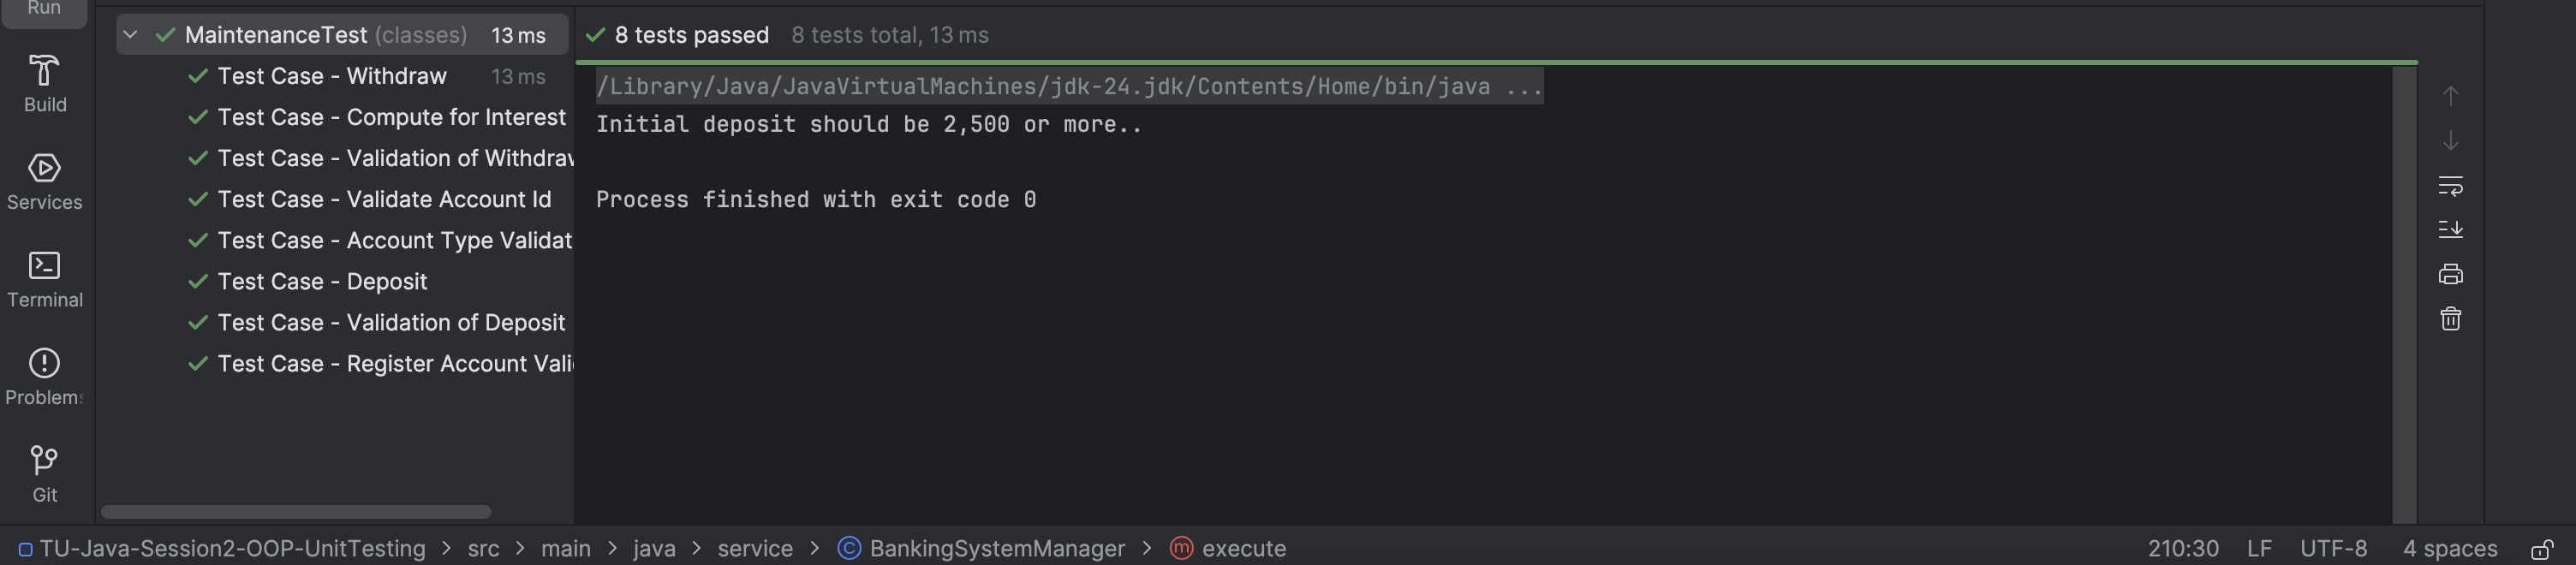 Run
Build
Services
Terminal
Problem
Git
MaintenanceTest (classes) 13 ms
Test Case - Withdraw 13 ms
Test Case - Compute for Interest
Test Case - Validation of Withdraw
Test Case - Validate Account Id
Test Case - Account Type Validat
Test Case - Deposit
Test Case - Validation of Deposit
Test Case - Register Account Vali
8 tests passed 8 tests total, 13 ms
/Library/Java/JavaVirtualMachines/jdk-24.jdk/Contents/Home/bin/java ...
Initial deposit should be 2,500 or more..
Process finished with exit code 0
TU-Java-Session2-OOP-UnitTesting > src > main > java > service > BankingSystemManager > execute
210:30 LF UTF-8 4 spaces